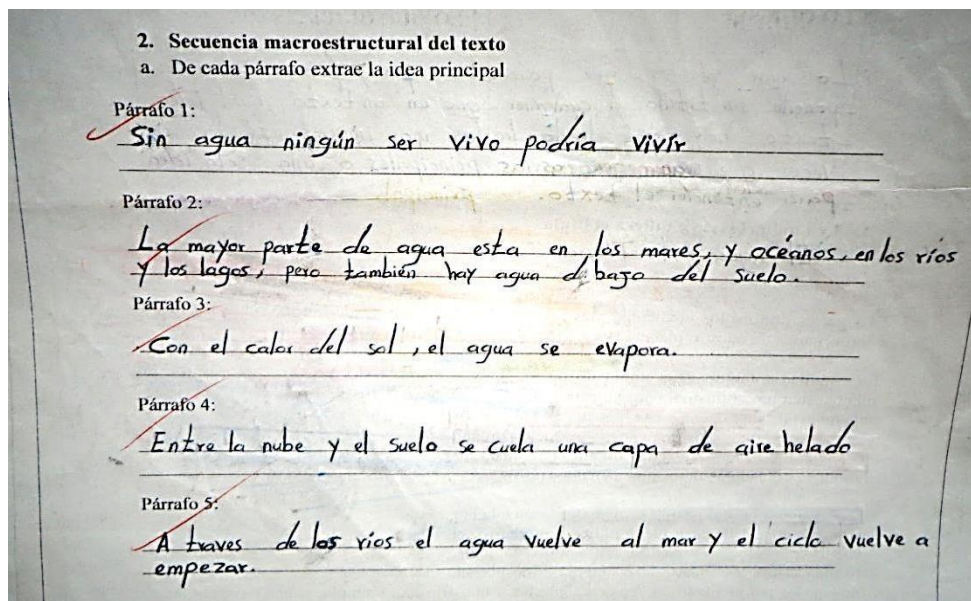 2. Secuencia macroestructural del texto
a. De cada párrafo extrae la idea principal
Párrafo 1:
Sin agua ningún ser vivo podría vivir
Párrafo 2:
La mayor parte de agua esta en los mares, y océanos, en los ríos
y los lagos, pero también hay agua debajo del suelo.
Párrafo 3:
Con el calor del sol, el agua se evapora.
Párrafo 4:
Entre la nube y el suelo se cuela una capa de aire helado
Párrafo 5:
A traves de los rios el agua vuelve al mar y el ciclo vuelve a
empezar.